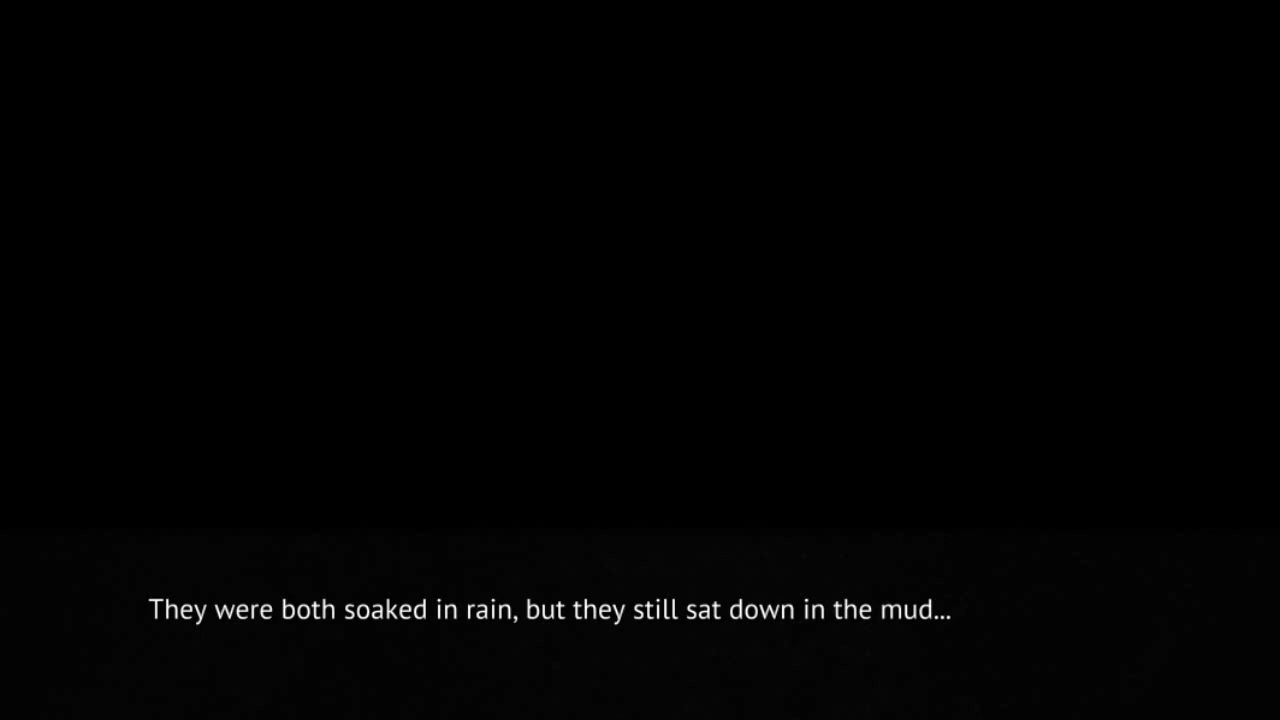 They were both soaked in rain, but they still sat down in the mud...